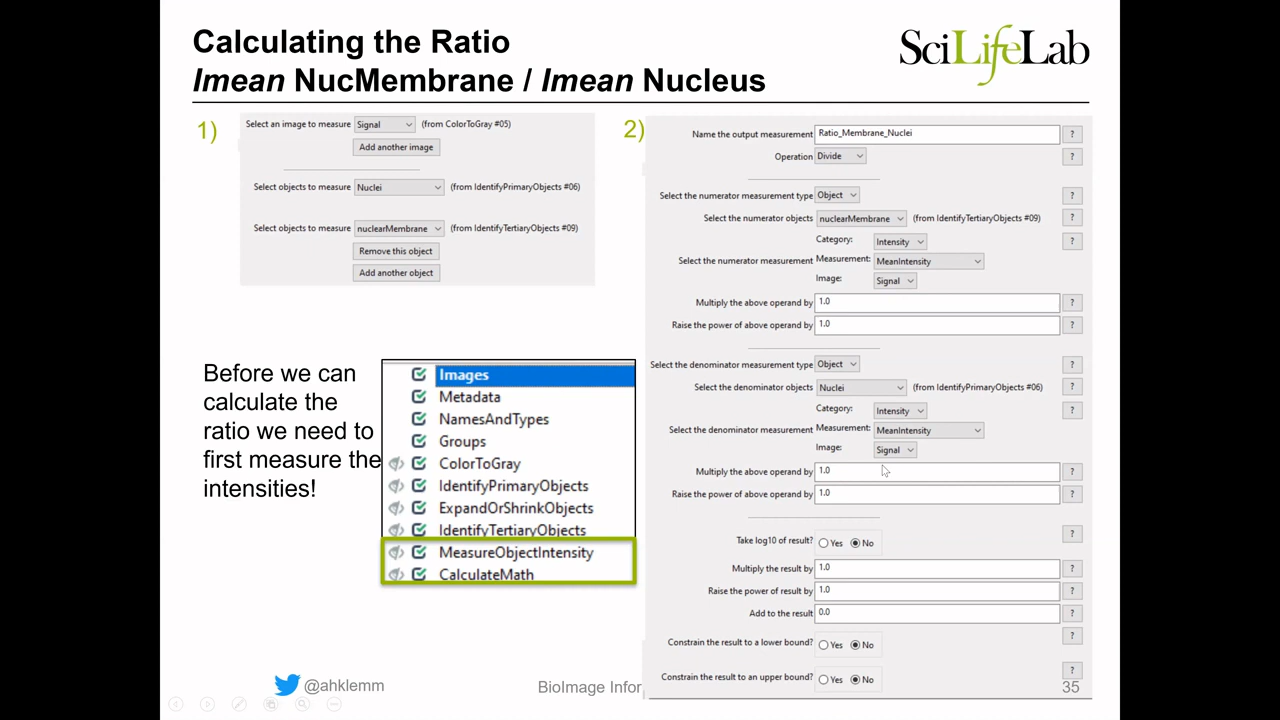 Calculating the Ratio
Imean NucMembrane / Imean Nucleus
SciLifeLab
1)
Select an image to measure Signal (from ColorToGray #05)
Add another image
Select objects to measure Nuclei (from IdentifyPrimaryObjects #06)
Select objects to measure nuclearMembrane (from IdentifyTertiaryObjects #09)
Remove this object
Add another object
Before we can
calculate the
ratio we need to
first measure the
intensities!
Images
Metadata
NamesAndTypes
Groups
ColorToGray
IdentifyPrimaryObjects
ExpandOrShrinkObjects
IdentifyTertiaryObjects
MeasureObjectIntensity
CalculateMath
2)
Name the output measurement Ratio_Membrane_Nuclei ?
Operation Divide ?
Select the numerator measurement type Object ?
Select the numerator objects nuclearMembrane (from IdentifyTertiaryObjects #09) ?
Category: Intensity ?
Select the numerator measurement Measurement: MeanIntensity
Image: Signal
Multiply the above operand by 1.0 ?
Raise the power of above operand by 1.0 ?
Select the denominator measurement type Object ?
Select the denominator objects Nuclei (from IdentifyPrimaryObjects #06) ?
Category: Intensity ?
Select the denominator measurement Measurement: MeanIntensity
Image: Signal
Multiply the above operand by 1.0 ?
Raise the power of above operand by 1.0 ?
Take log10 of result? Yes No ?
Multiply the result by 1.0 ?
Raise the power of result by 1.0 ?
Add to the result 0.0 ?
Constrain the result to a lower bound? Yes No ?
Constrain the result to an upper bound? Yes No ?
@ahklemm
BioImage Infor
35